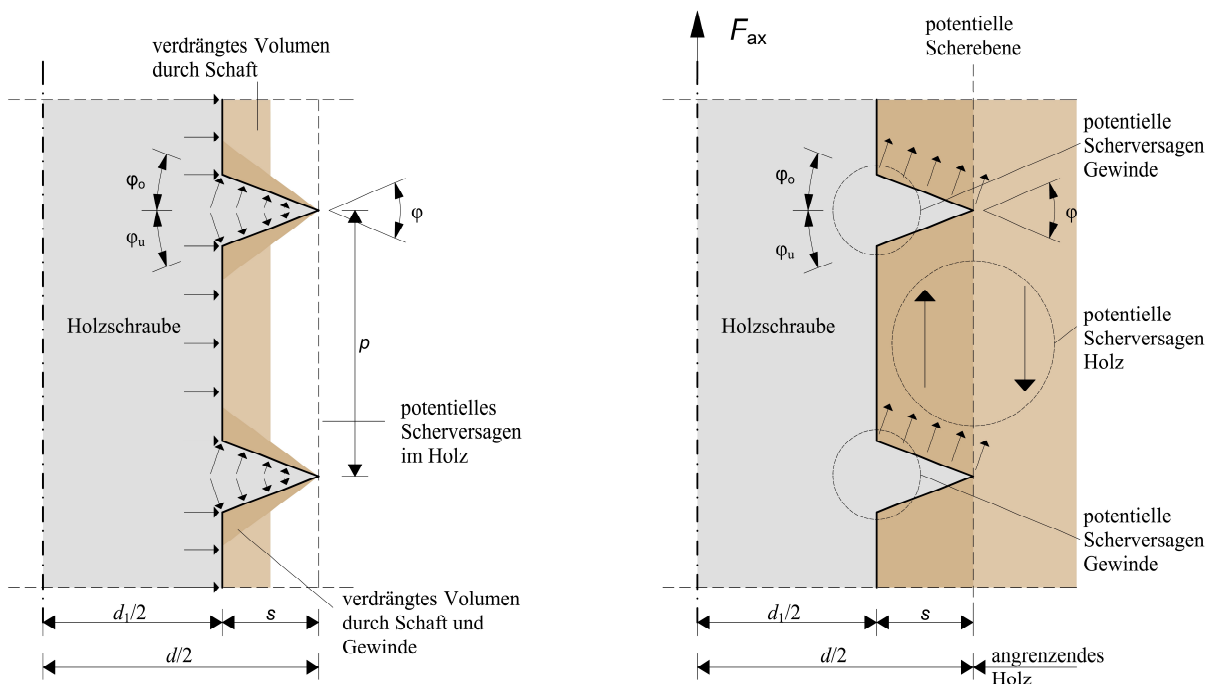 verdrängtes Volumen
durch Schaft
φo
φu
φ
Holzschraube
p
potentielles
Scherversagen
im Holz
d1/2
s
d/2
verdrängtes Volumen
durch Schaft und
Gewinde
Fax
potentielle
Scherebene
potentielle
Scherversagen
Gewinde
φo
φu
φ
Holzschraube
potentielle
Scherversagen
Holz
potentielle
Scherversagen
Gewinde
d1/2
s
d/2
angrenzendes
Holz